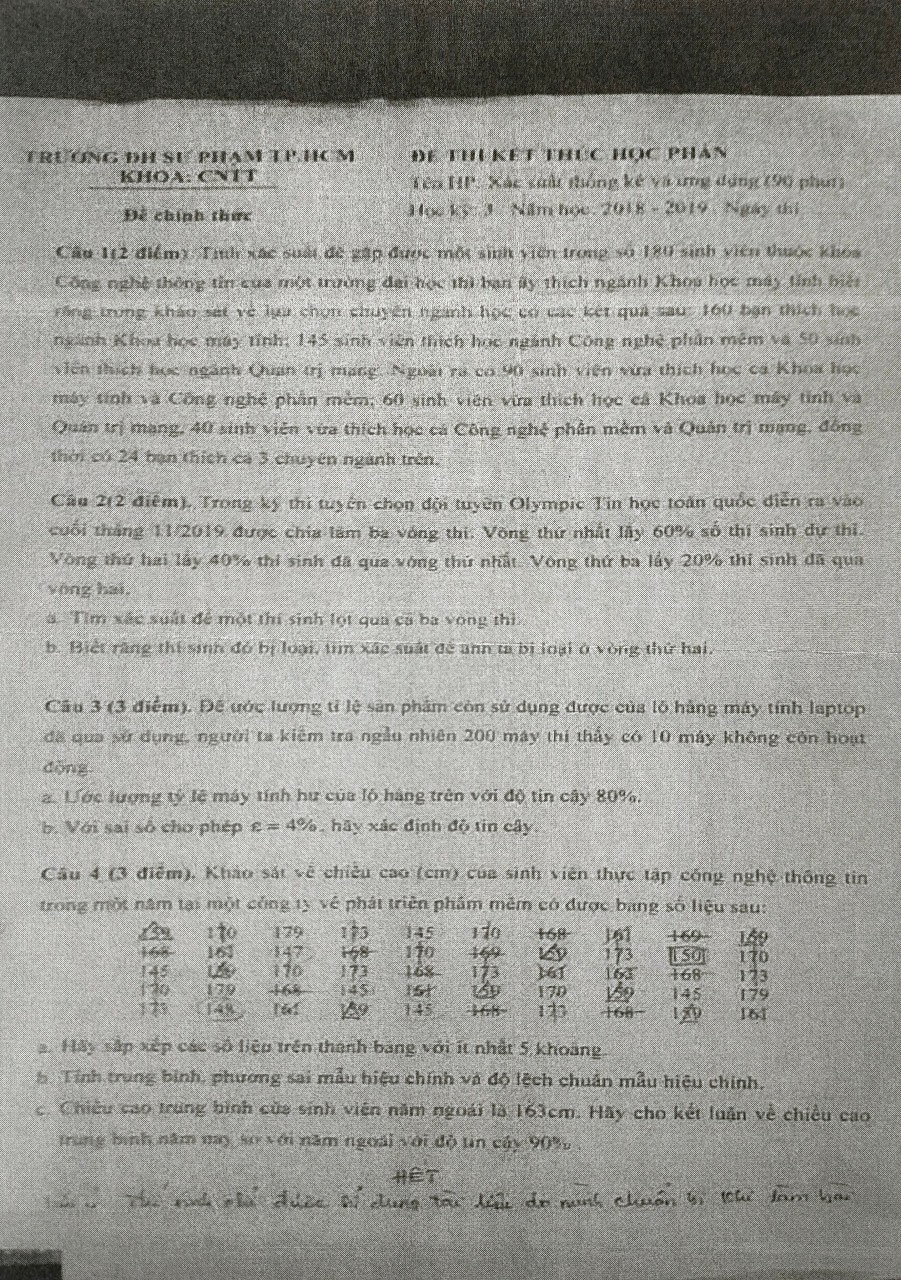 TRƯỜNG ĐH SƯ PHẠM TP.HCM
KHOA: CNTT
Đề chính thức
ĐỀ THI KẾT THÚC HỌC PHẦN
Tên HP: Xác suất thống kê và ứng dụng (90 phút)
Học kỳ: 3 Năm học: 2018 - 2019 Ngày thi
Câu 1(2 điểm). Tính xác suất để gặp được một sinh viên trong số 180 sinh viên thuộc khoa
Công nghệ thông tin của một trường đại học thì bạn ấy thích ngành Khoa học máy tính biết
rằng trong khảo sát về lựa chọn chuyên ngành học có các kết quả sau: 160 bạn thích học
ngành Khoa học máy tính; 145 sinh viên thích học ngành Công nghệ phần mềm và 50 sinh
viên thích học ngành Quản trị mạng. Ngoài ra có 90 sinh viên vừa thích học cả Khoa học
máy tính và Công nghệ phần mềm; 60 sinh viên vừa thích học cả Khoa học máy tính và
Quản trị mạng, 40 sinh viên vừa thích học cả Công nghệ phần mềm và Quản trị mạng, đồng
thời có 24 bạn thích cả 3 chuyên ngành trên.
Câu 2(2 điểm). Trong kỳ thi tuyển chọn đội tuyển Olympic Tin học toàn quốc diễn ra vào
cuối tháng 11/2019 được chia làm ba vòng thi. Vòng thứ nhất lấy 60% số thí sinh dự thi.
Vòng thứ hai lấy 40% thí sinh đã qua vòng thứ nhất. Vòng thứ ba lấy 20% thí sinh đã qua
vòng hai.
a. Tìm xác suất để một thí sinh lọt qua cả ba vòng thi.
b. Biết rằng thí sinh đó bị loại, tìm xác suất để anh ta bị loại ở vòng thứ hai.
Câu 3 (3 điểm). Để ước lượng tỉ lệ sản phẩm còn sử dụng được của lô hàng máy tính laptop
đã qua sử dụng, người ta kiểm tra ngẫu nhiên 200 máy thì thấy có 10 máy không còn hoạt
động.
a. Ước lượng tỷ lệ máy tính hư của lô hàng trên với độ tin cậy 80%.
b. Với sai số cho phép ε = 4%, hãy xác định độ tin cậy.
Câu 4 (3 điểm). Khảo sát về chiều cao (cm) của sinh viên thực tập công nghệ thông tin
trong một năm tại một công ty về phát triển phầm mềm có được bảng số liệu sau:
159 170 179 173 145 170 168 161 169 159
168 161 147 168 170 169 159 173 150 170
145 159 170 173 168 173 161 163 168 173
170 179 168 145 161 159 170 159 145 179
173 148 161 159 145 168 173 168 159 161
a. Hãy sắp xếp các số liệu trên thành bảng với ít nhất 5 khoảng.
b. Tính trung bình, phương sai mẫu hiệu chỉnh và độ lệch chuẩn mẫu hiệu chỉnh.
c. Chiều cao trung bình của sinh viên năm ngoái là 163cm. Hãy cho kết luận về chiều cao
trung bình năm nay so với năm ngoái với độ tin cậy 90%.
HẾT
Thí sinh chỉ được sử dụng tài liệu do mình chuẩn bị khi làm bài